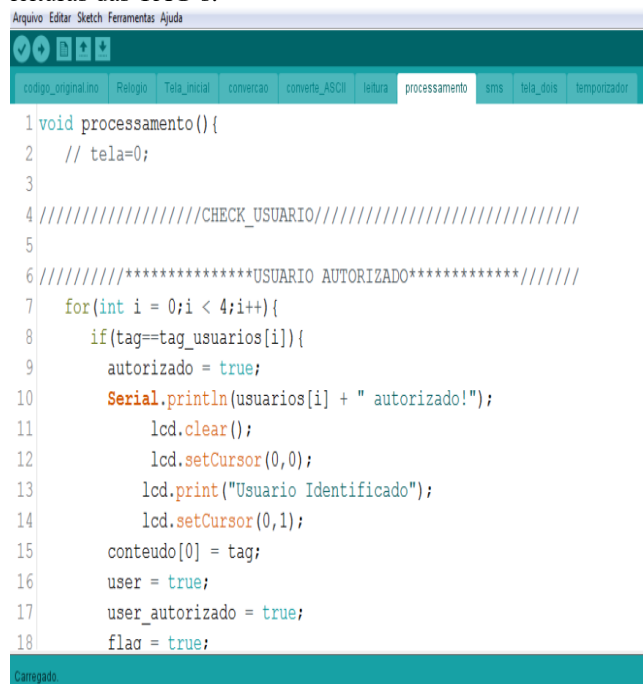 Arquivo Editar Sketch Ferramentas Ajuda
codigo_original.ino Relogio Tela_inicial convercao converte_ASCII leitura processamento sms tela_dois temporizador
1 void processamento(){
2 // tela=0;
3
4 ///////////////////CHECK_USUARIO///////////////////////////////
5
6 //////////***************USUARIO AUTORIZADO*************///////
7 for(int i = 0;i < 4;i++){
8 if(tag==tag_usuarios[i]){
9 autorizado = true;
10 Serial.println(usuarios[i] + " autorizado!");
11 lcd.clear();
12 lcd.setCursor(0,0);
13 lcd.print("Usuario Identificado");
14 lcd.setCursor(0,1);
15 conteudo[0] = tag;
16 user = true;
17 user_autorizado = true;
18 flag = true;
Carregado.